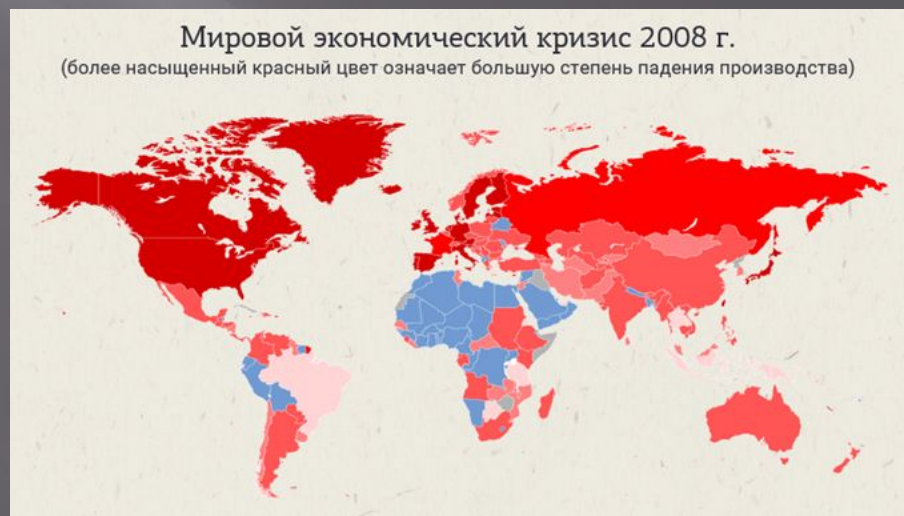 Мировой экономический кризис 2008 г.
(более насыщенный красный цвет означает большую степень падения производства)